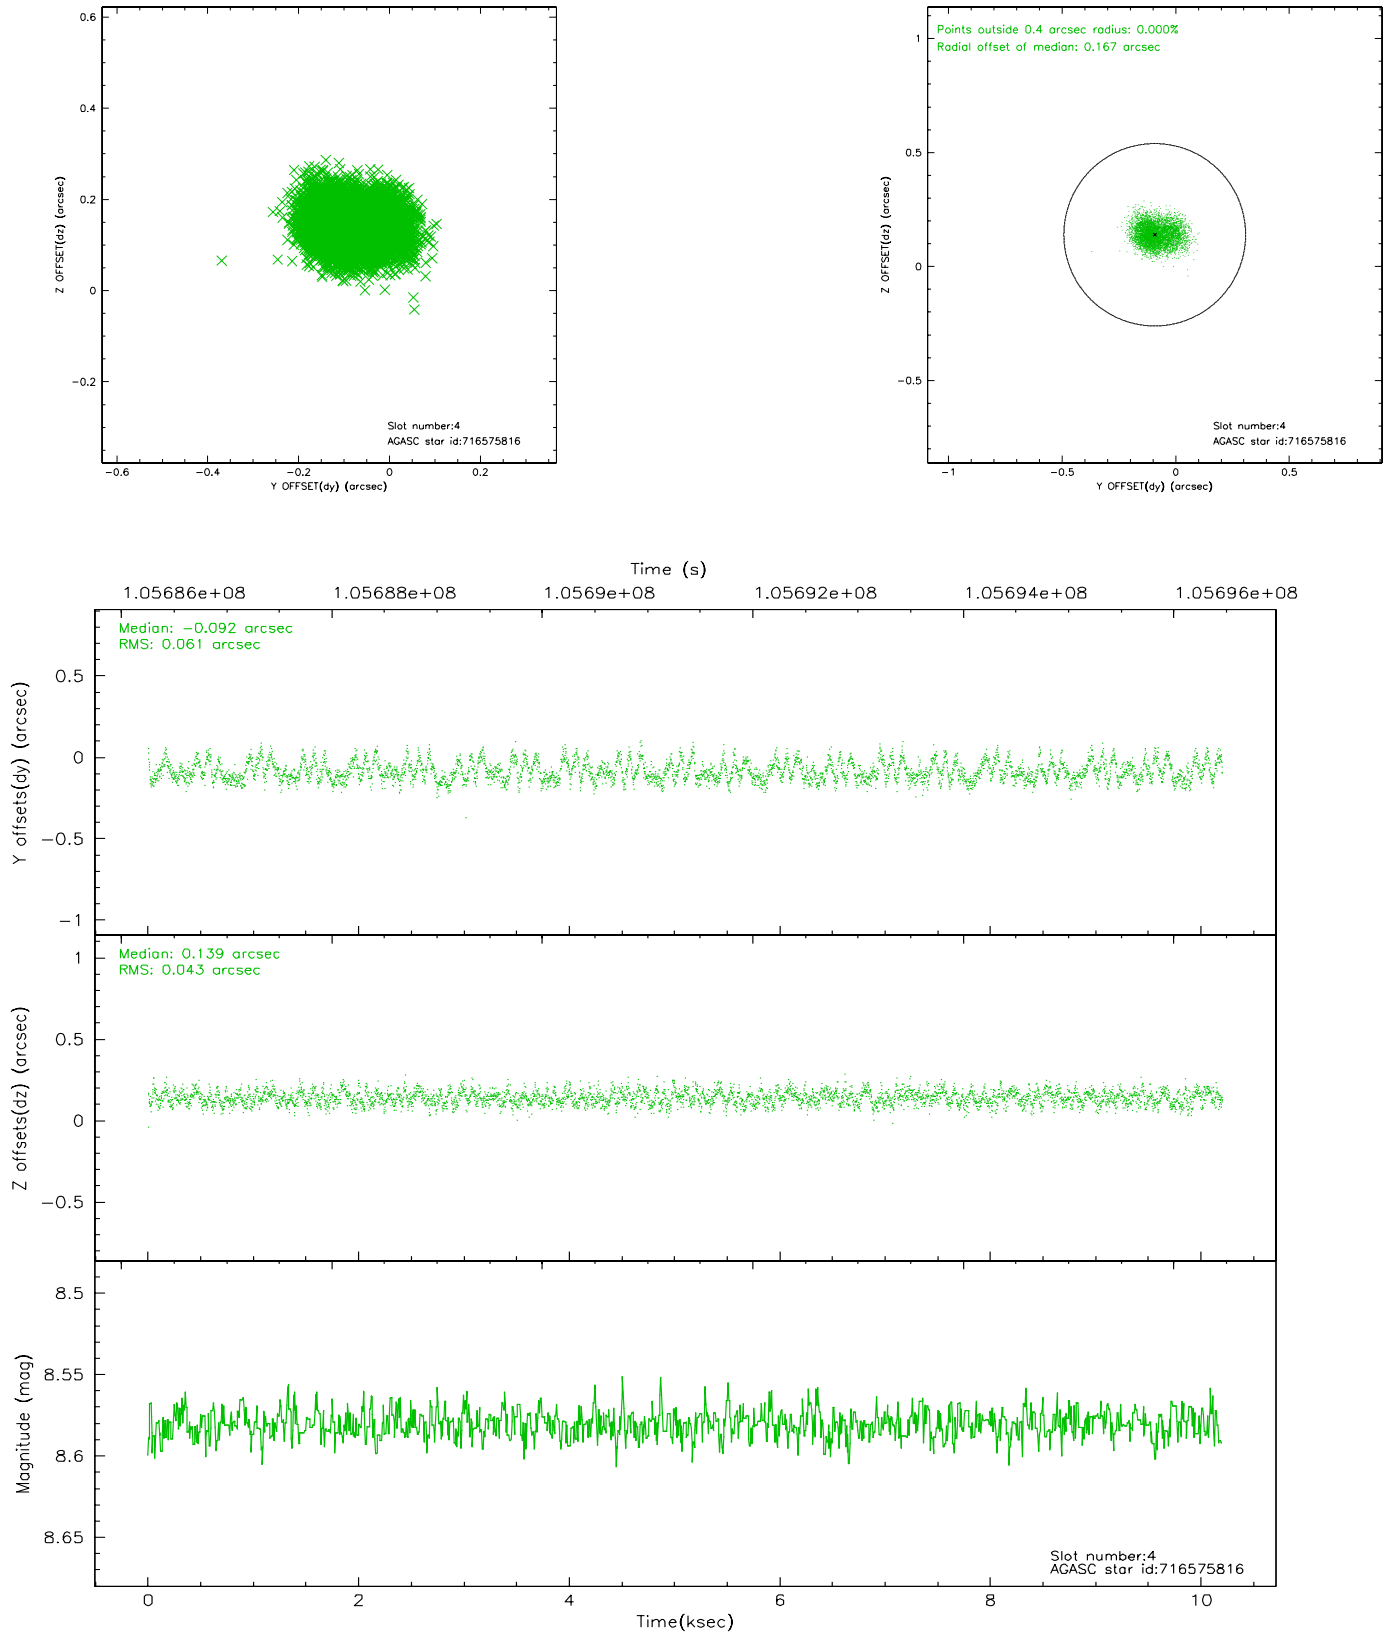 0.6
0.4
0.2
0
−0.2
Z OFFSET(dz) (arcsec)
Slot number:4
AGASC star id:716575816
−0.6 −0.4 −0.2 0 0.2
Y OFFSET(dy) (arcsec)
Points outside 0.4 arcsec radius: 0.000%
Radial offset of median: 0.167 arcsec
1
0.5
0
−0.5
Z OFFSET(dz) (arcsec)
Slot number:4
AGASC star id:716575816
−1 −0.5 0 0.5
Y OFFSET(dy) (arcsec)
Time (s)
1.05686e+08 1.05688e+08 1.0569e+08 1.05692e+08 1.05694e+08 1.05696e+08
Median: −0.092 arcsec
RMS: 0.061 arcsec
0.5
0
−0.5
−1
Y offsets(dy) (arcsec)
Median: 0.139 arcsec
RMS: 0.043 arcsec
1
0.5
0
−0.5
Z offsets(dz) (arcsec)
8.5
8.55
8.6
8.65
Magnitude (mag)
Slot number:4
AGASC star id:716575816
0 2 4 6 8 10
Time(ksec)